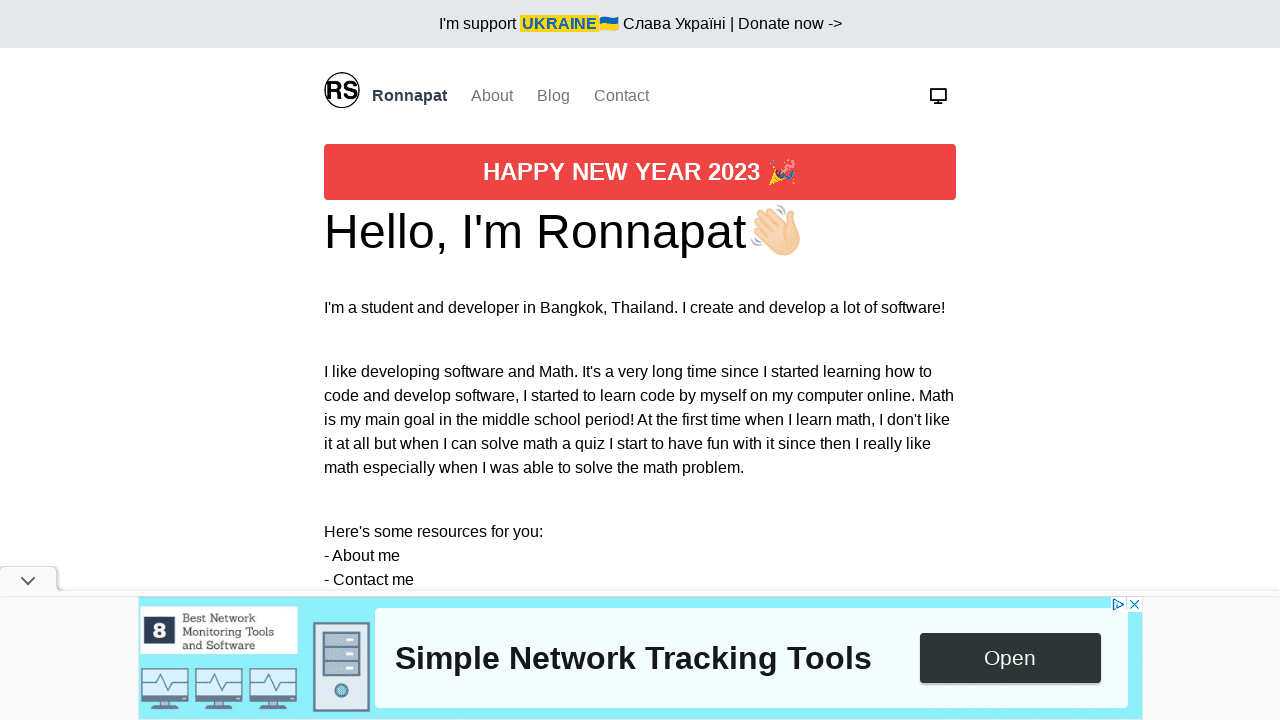 I'm support UKRAINE🇺🇦 Слава Україні | Donate now ->
RS Ronnapat About Blog Contact
HAPPY NEW YEAR 2023 🎉
Hello, I'm Ronnapat👋🏻
I'm a student and developer in Bangkok, Thailand. I create and develop a lot of software!
I like developing software and Math. It's a very long time since I started learning how to
code and develop software, I started to learn code by myself on my computer online. Math
is my main goal in the middle school period! At the first time when I learn math, I don't like
it at all but when I can solve math a quiz I start to have fun with it since then I really like
math especially when I was able to solve the math problem.
Here's some resources for you:
- About me
- Contact me
8 Best Network
Monitoring Tools
and Software
Simple Network Tracking Tools
Open